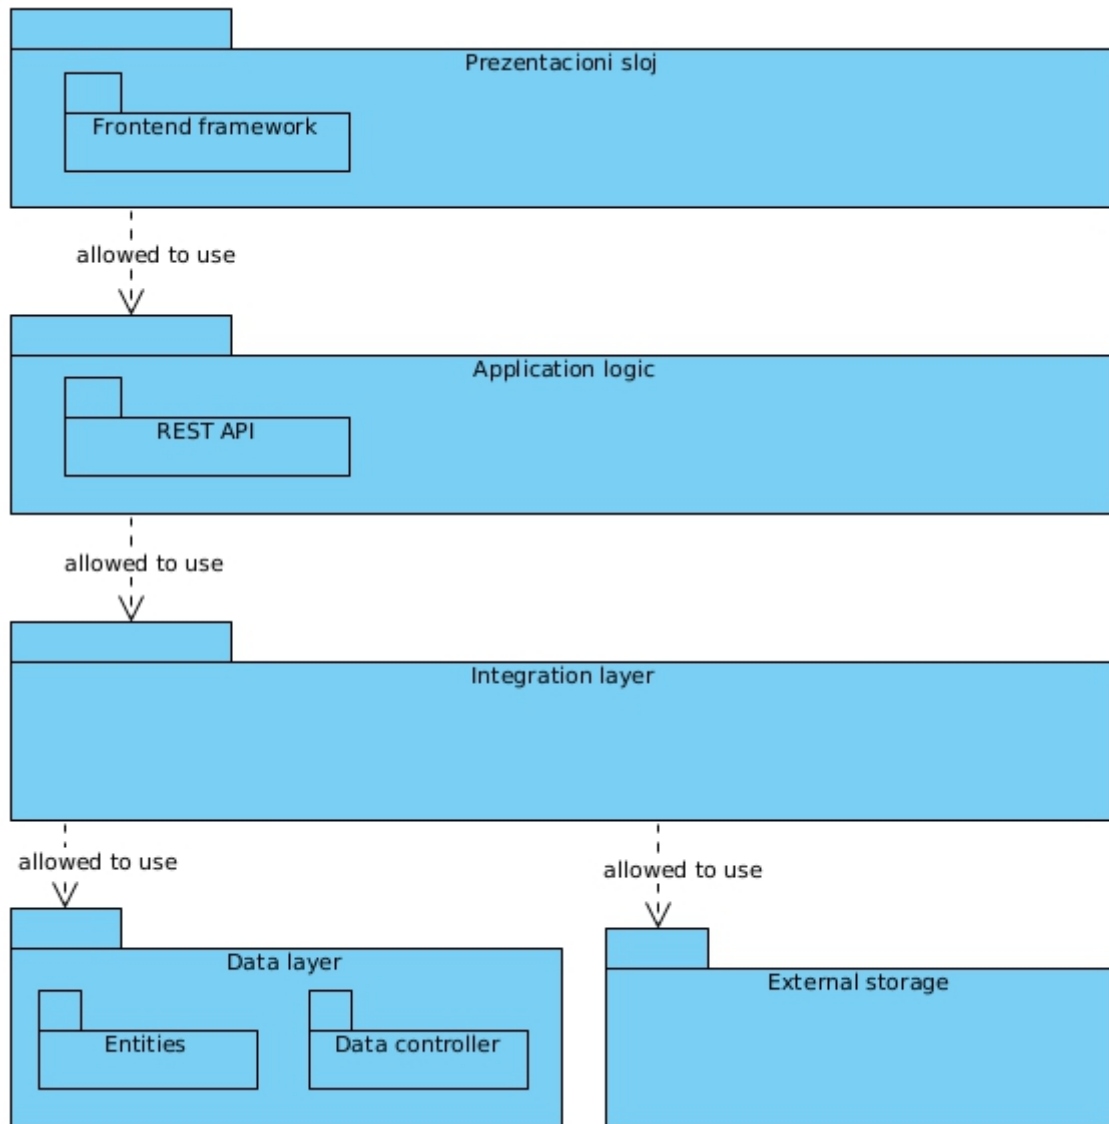 Prezentacioni sloj
Frontend framework
allowed to use
Application logic
REST API
allowed to use
Integration layer
allowed to use
allowed to use
Data layer
External storage
Entities
Data controller